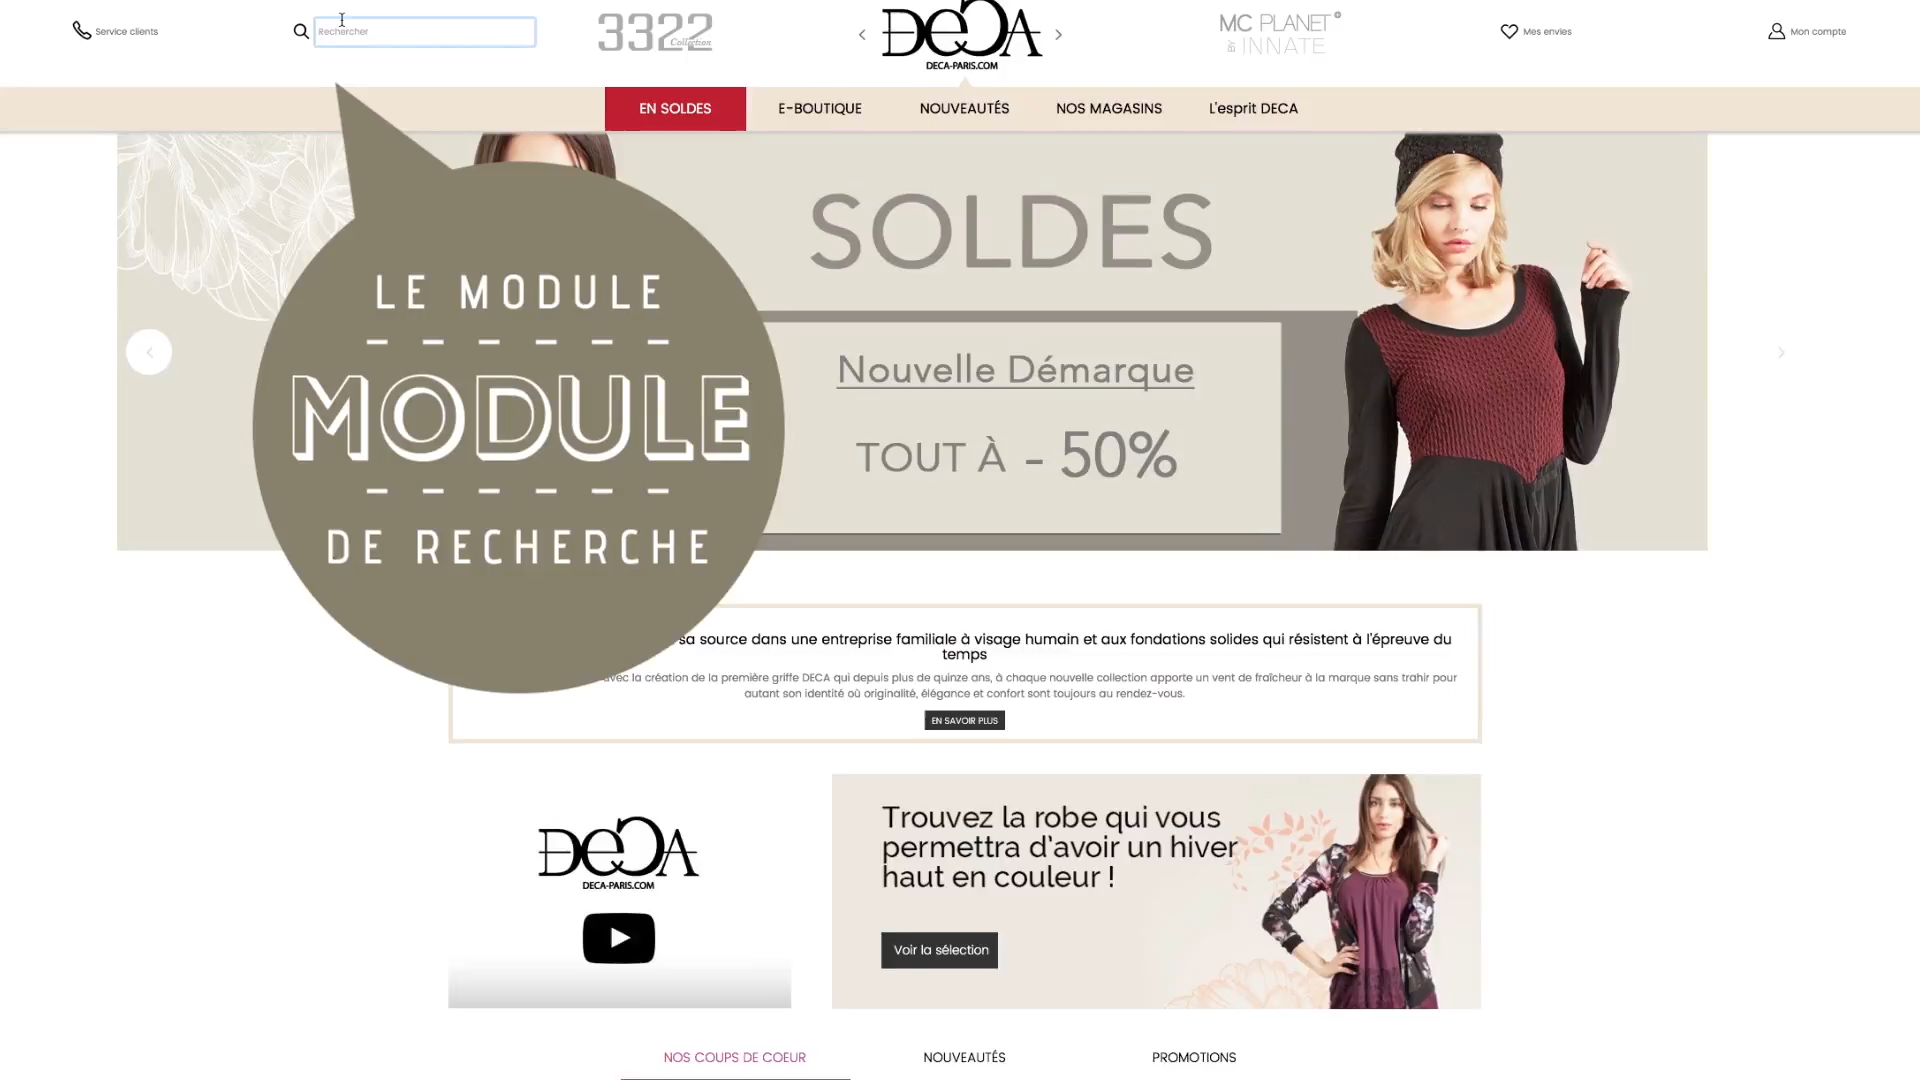 Service clients
Rechercher
3322 Collection
DECA
DECA-PARIS.COM
MC PLANET
BY INNATE
Mes envies
Mon compte
EN SOLDES
E-BOUTIQUE
NOUVEAUTÉS
NOS MAGASINS
L'esprit DECA
LE MODULE
MODULE
DE RECHERCHE
SOLDES
Nouvelle Démarque
TOUT À - 50%
sa source dans une entreprise familiale à visage humain et aux fondations solides qui résistent à l'épreuve du
temps
avec la création de la première griffe DECA qui depuis plus de quinze ans, à chaque nouvelle collection apporte un vent de fraîcheur à la marque sans trahir pour
autant son identité où originalité, élégance et confort sont toujours au rendez-vous.
EN SAVOIR PLUS
DECA
DECA-PARIS.COM
Trouvez la robe qui vous
permettra d'avoir un hiver
haut en couleur !
Voir la sélection
NOS COUPS DE COEUR
NOUVEAUTÉS
PROMOTIONS